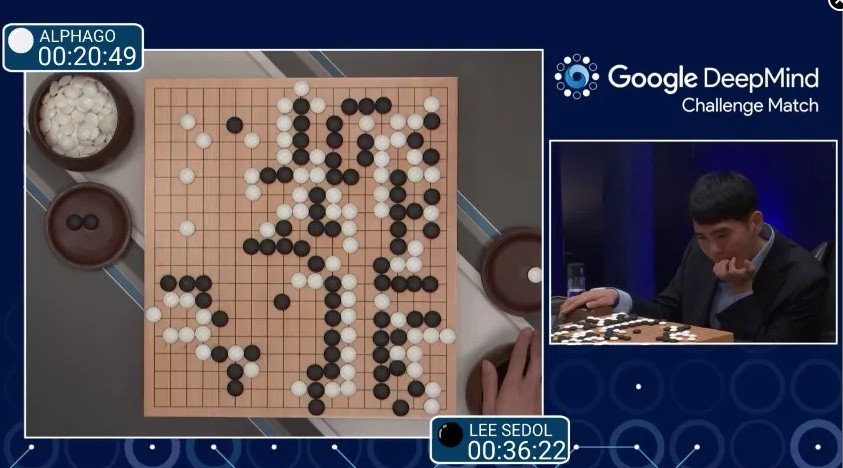 ALPHAGO
00:20:49
Google DeepMind
Challenge Match
LEE SEDOL
00:36:22